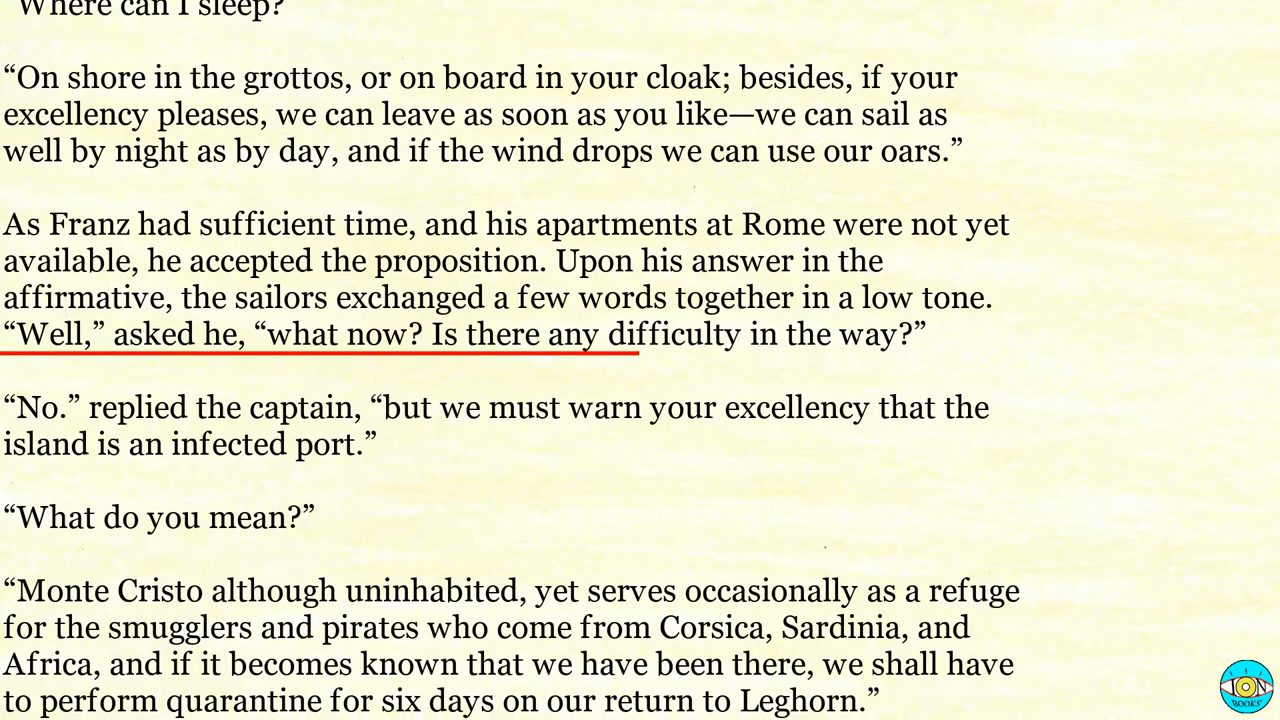 “Where can I sleep?
“On shore in the grottos, or on board in your cloak; besides, if your
excellency pleases, we can leave as soon as you like—we can sail as
well by night as by day, and if the wind drops we can use our oars.”
As Franz had sufficient time, and his apartments at Rome were not yet
available, he accepted the proposition. Upon his answer in the
affirmative, the sailors exchanged a few words together in a low tone.
“Well,” asked he, “what now? Is there any difficulty in the way?”
“No.” replied the captain, “but we must warn your excellency that the
island is an infected port.”
“What do you mean?”
“Monte Cristo although uninhabited, yet serves occasionally as a refuge
for the smugglers and pirates who come from Corsica, Sardinia, and
Africa, and if it becomes known that we have been there, we shall have
to perform quarantine for six days on our return to Leghorn.”
ION
BOOKS